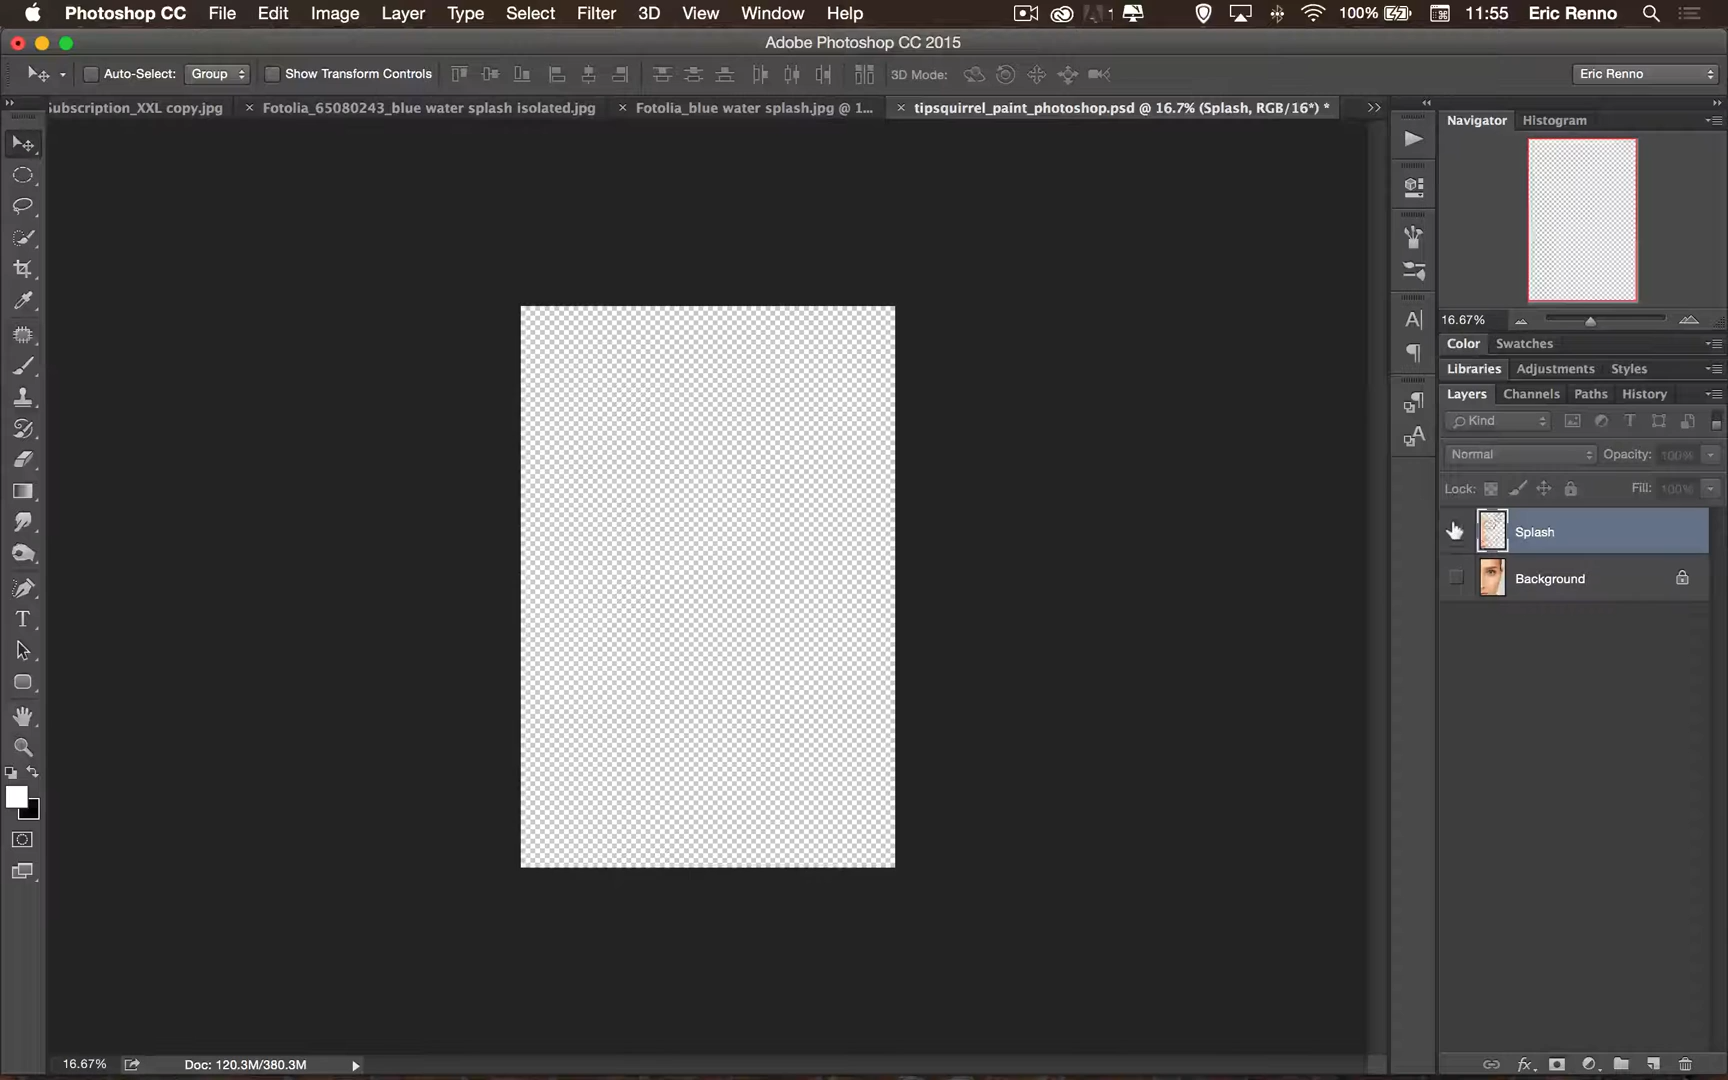 Photoshop CC File Edit Image Layer Type Select Filter 3D View Window Help 100% 11:55 Eric Renno
Adobe Photoshop CC 2015
Auto-Select: Group Show Transform Controls 3D Mode: Eric Renno
ubscription_XXL copy.jpg × Fotolia_65080243_blue water splash isolated.jpg × Fotolia_blue water splash.jpg @ 1... × tipsquirrel_paint_photoshop.psd @ 16.7% (Splash, RGB/16*) *
Navigator Histogram
16.67%
Color Swatches
Libraries Adjustments Styles
Layers Channels Paths History
Kind
Normal Opacity: 100%
Lock: Fill: 100%
Splash
Background
16.67% Doc: 120.3M/380.3M